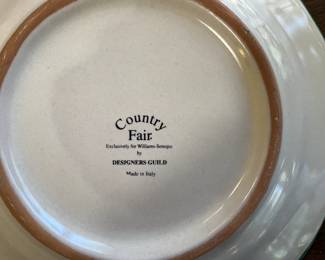 Country
Fair
Exclusively for Williams-Sonoma
by
DESIGNERS GUILD
Made in Italy